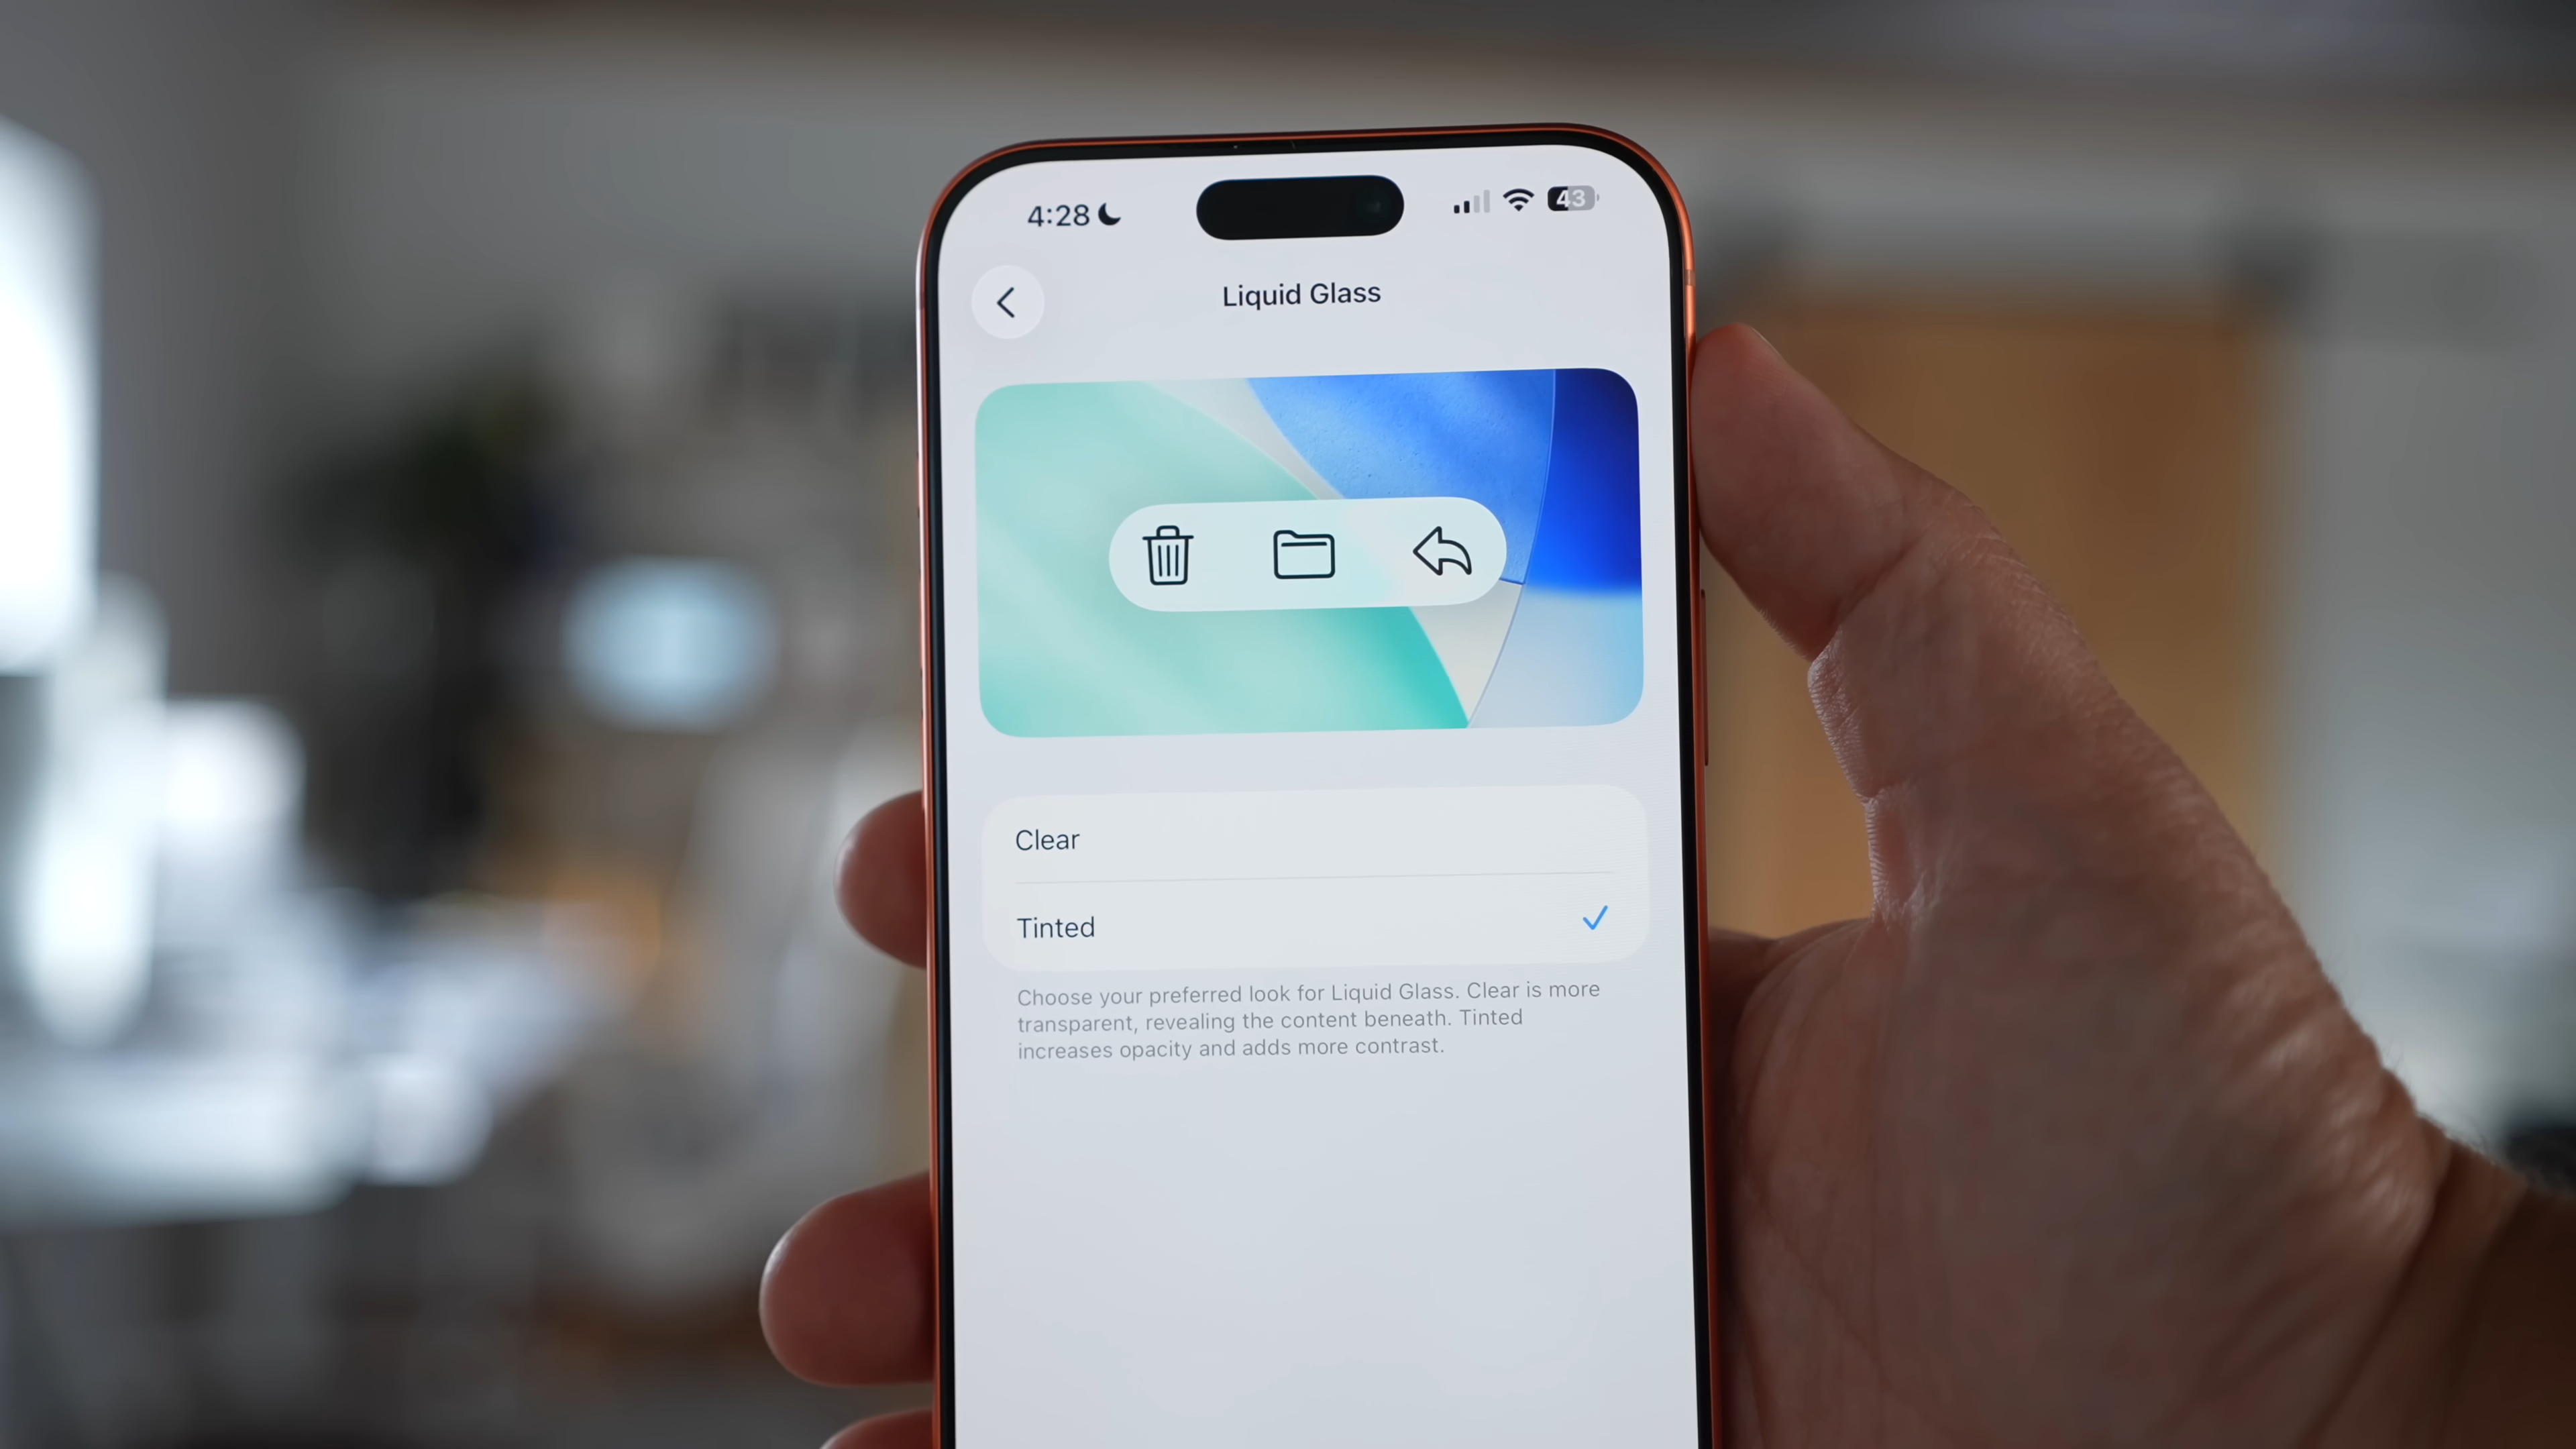 4:28
43
Liquid Glass
Clear
Tinted
Choose your preferred look for Liquid Glass. Clear is more
transparent, revealing the content beneath. Tinted
increases opacity and adds more contrast.